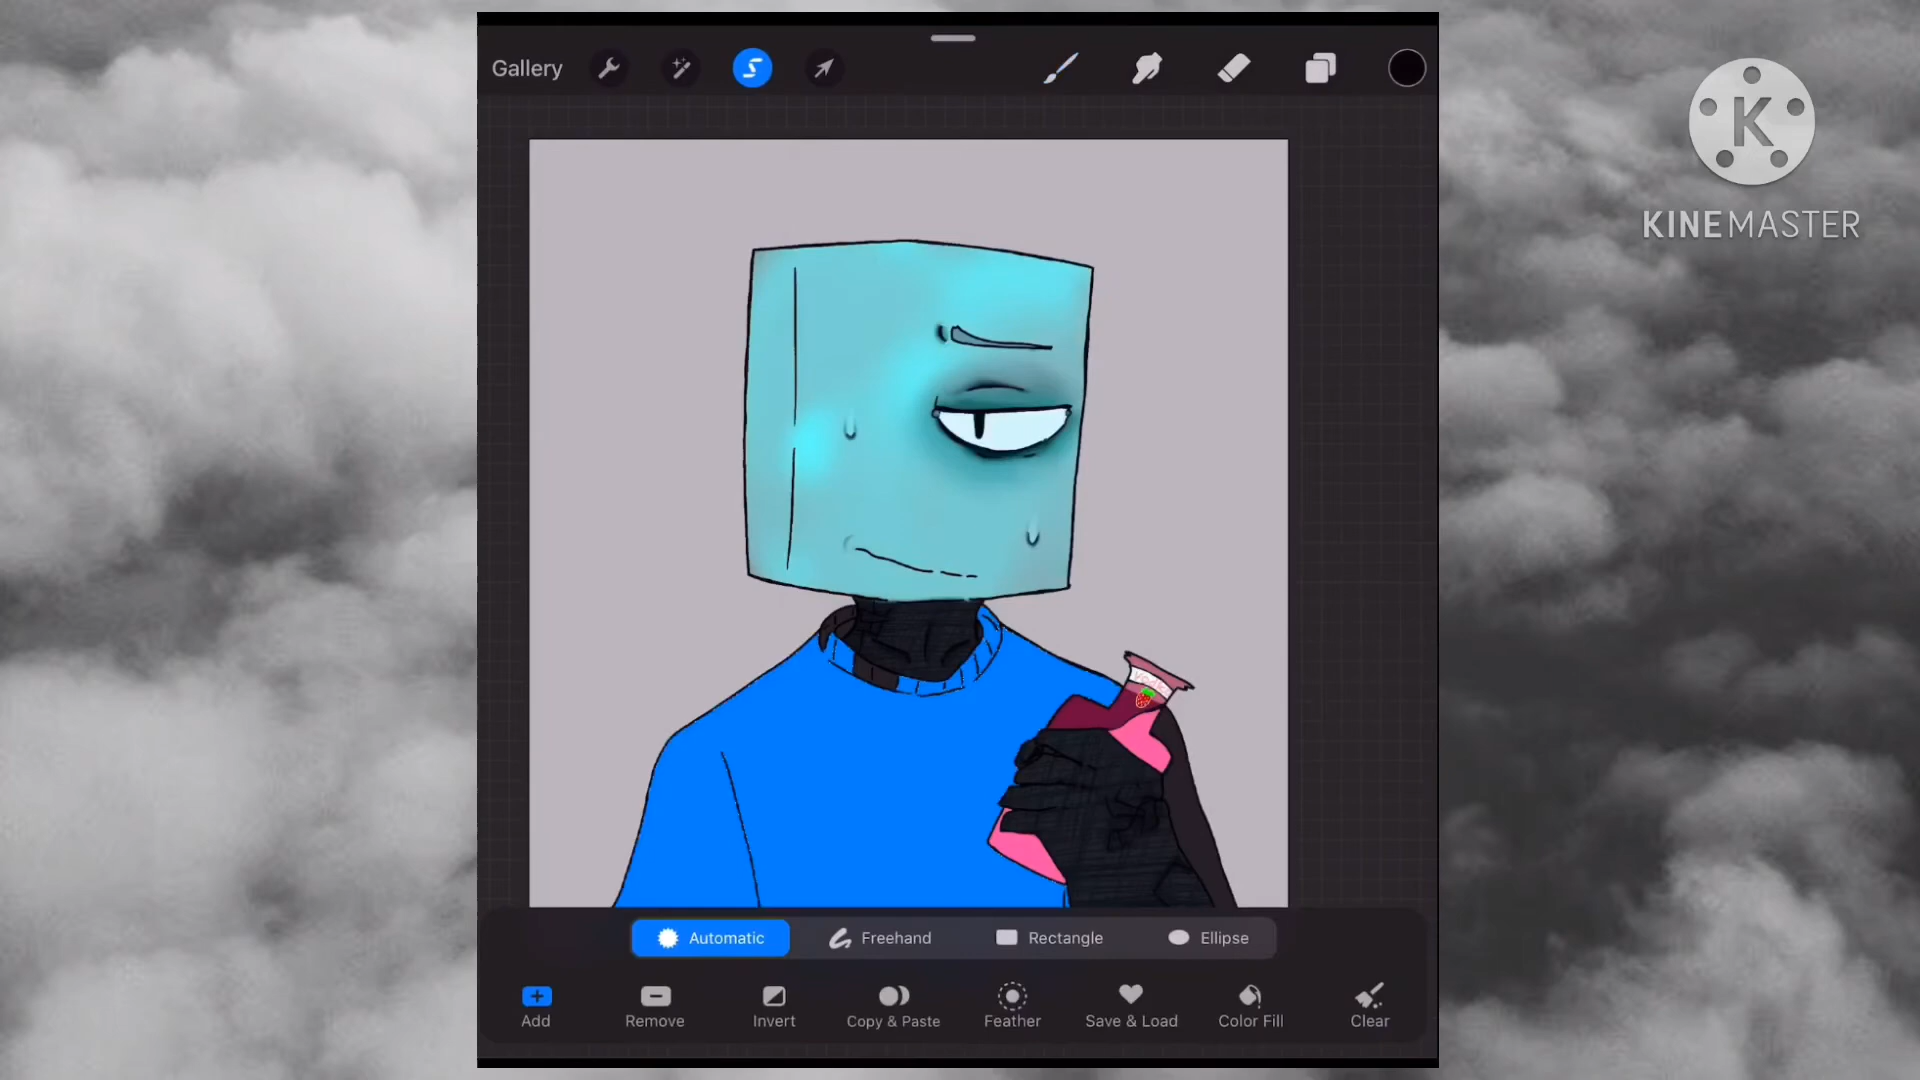 Gallery
KINEMASTER
Automatic
Freehand
Rectangle
Ellipse
Add
Remove
Invert
Copy & Paste
Feather
Save & Load
Color Fill
Clear